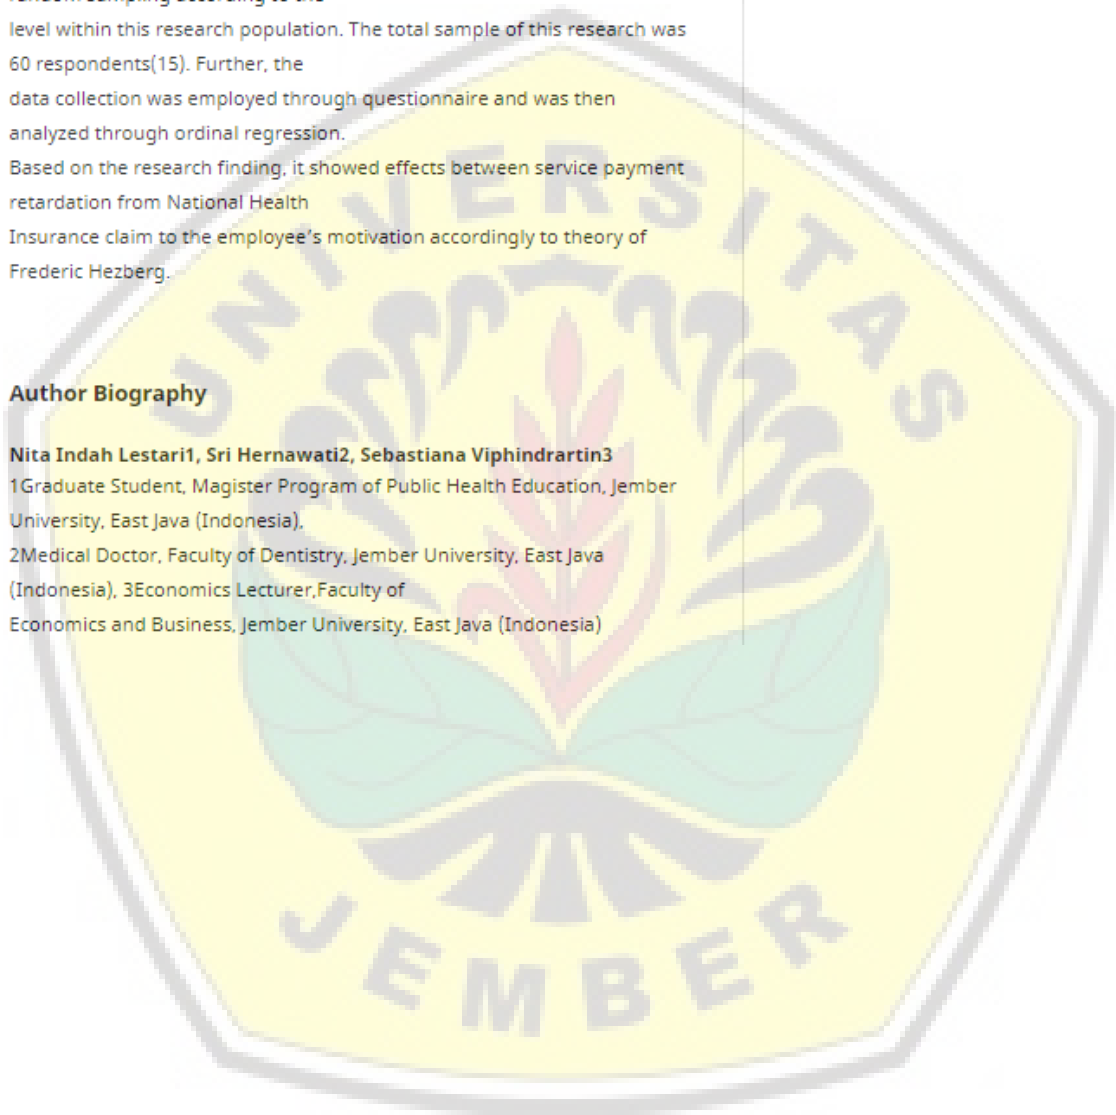 random sampling according to the
level within this research population. The total sample of this research was
60 respondents(15). Further, the
data collection was employed through questionnaire and was then
analyzed through ordinal regression.
Based on the research finding, it showed effects between service payment
retardation from National Health
Insurance claim to the employee's motivation accordingly to theory of
Frederic Hezberg.
Author Biography
Nita Indah Lestari1, Sri Hernawati2, Sebastiana Viphindrartin3
1Graduate Student, Magister Program of Public Health Education, Jember
University, East Java (Indonesia),
2Medical Doctor, Faculty of Dentistry, Jember University, East Java
(Indonesia), 3Economics Lecturer,Faculty of
Economics and Business, Jember University, East Java (Indonesia)
UNIVERSITAS
JEMBER